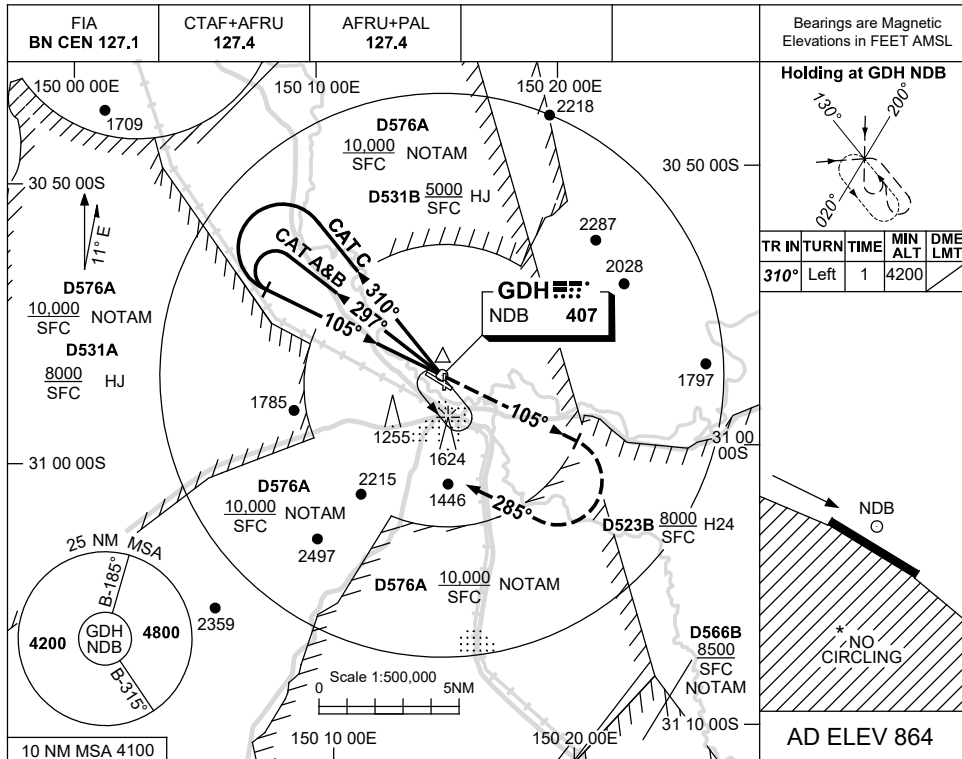 FIA
BN CEN 127.1
CTAF+AFRU
127.4
AFRU+PAL
127.4
Bearings are Magnetic
Elevations in FEET AMSL
150 00 00E
150 10 00E
150 20 00E
1709
2218
D576A
10,000
SFC
NOTAM
D531B
5000
SFC
HJ
30 50 00S
30 50 00S
11° E
D576A
10,000
SFC
NOTAM
D531A
8000
SFC
HJ
CAT C
CAT A&B
310°
297°
105°
2287
2028
GDH
NDB 407
1797
105°
1785
1255
1624
31 00
00S
31 00 00S
D576A
10,000
SFC
NOTAM
2215
1446
285°
D523B
8000
SFC
H24
2497
25 NM MSA
B-185°
4200
GDH
NDB
4800
B-315°
2359
D576A
10,000
SFC
NOTAM
D566B
8500
SFC
NOTAM
Scale 1:500,000
0
5NM
31 10 00S
150 10 00E
150 20 00E
10 NM MSA 4100
Holding at GDH NDB
130°
200°
020°
TR IN
TURN
TIME
MIN
ALT
DME
LMT
310°
Left
1
4200
NDB
* NO
CIRCLING
AD ELEV 864